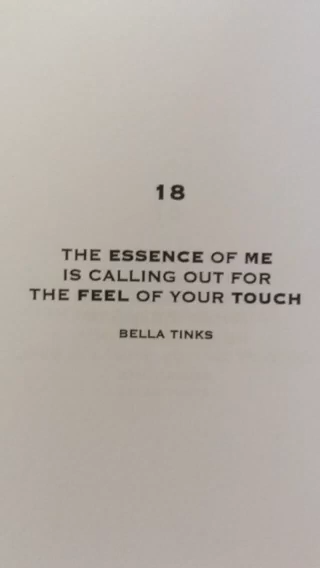 18
THE ESSENCE OF ME
IS CALLING OUT FOR
THE FEEL OF YOUR TOUCH
BELLA TINKS